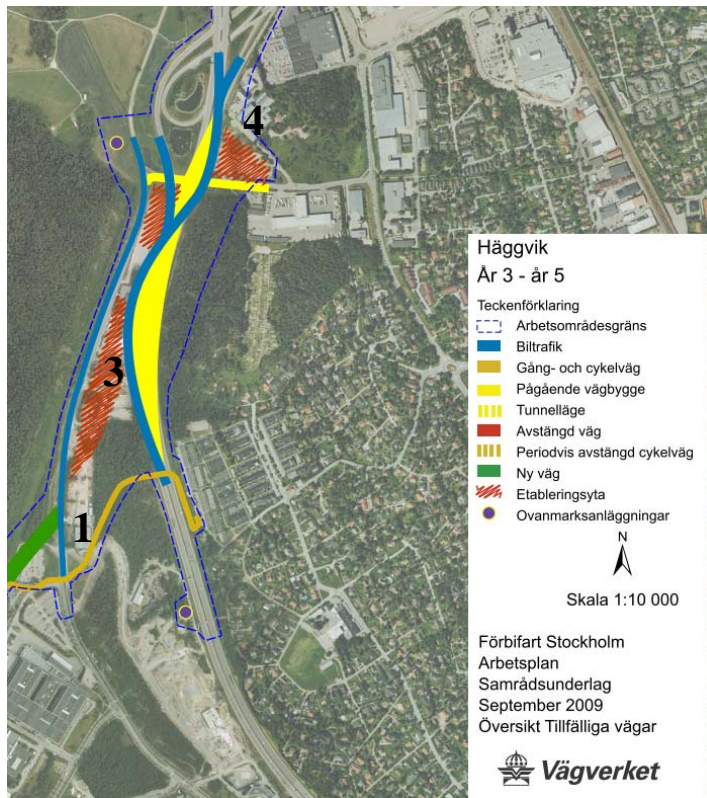 4
3
1
Häggvik
År 3 - år 5
Teckenförklaring
Arbetsområdesgräns
Biltrafik
Gång- och cykelväg
Pågående vägbygge
Tunnelläge
Avstängd väg
Periodvis avstängd cykelväg
Ny väg
Etableringsyta
Ovanmarksanläggningar
N
Skala 1:10 000
Förbifart Stockholm
Arbetsplan
Samrådsunderlag
September 2009
Översikt Tillfälliga vägar
Vägverket